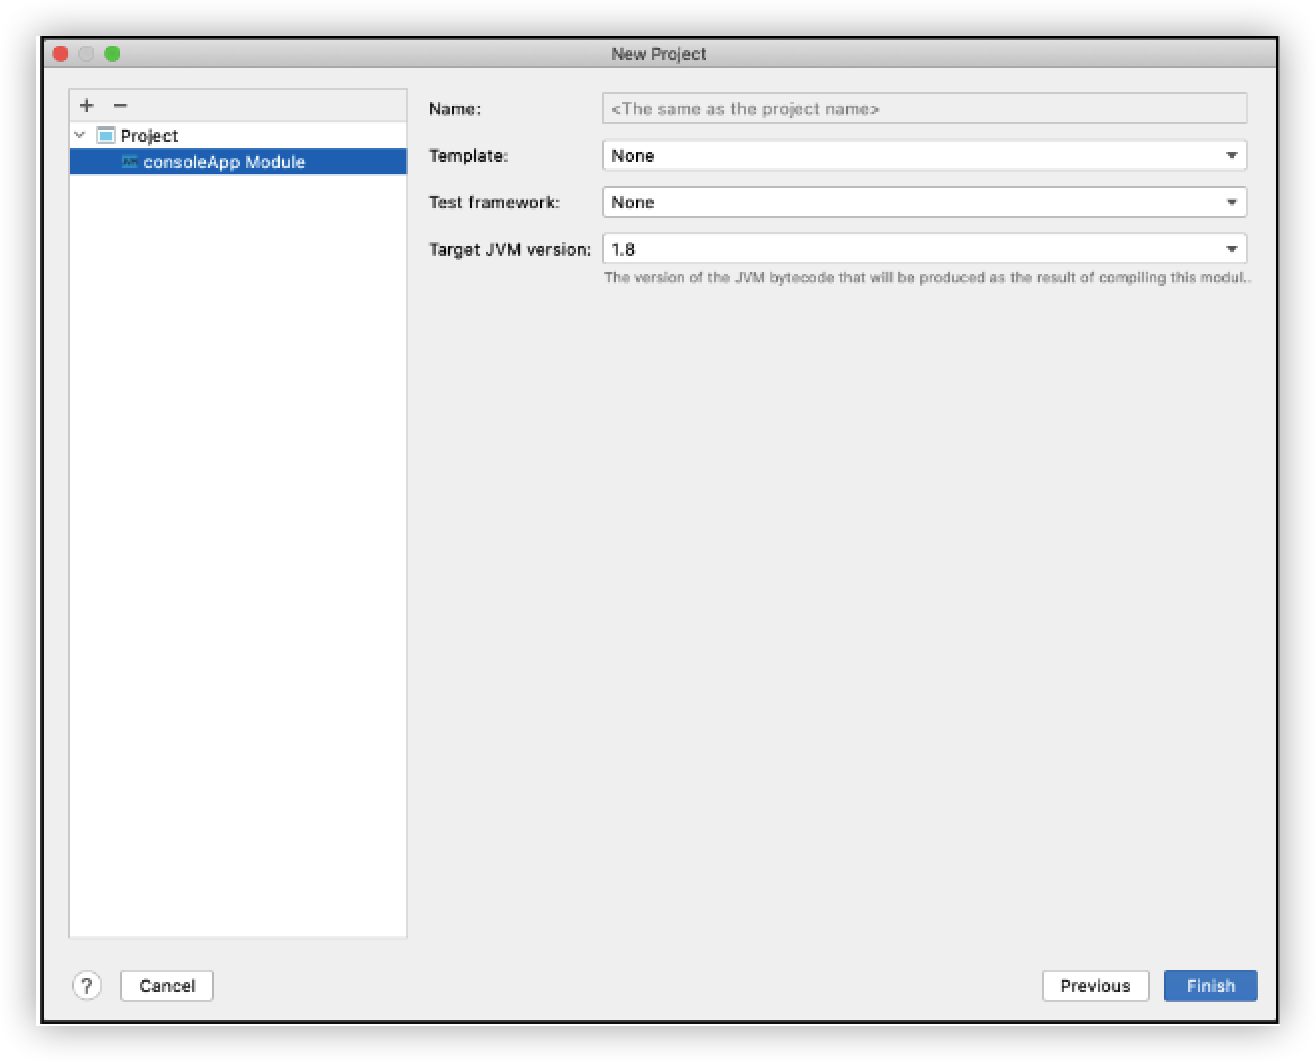 New Project
+ −
Project
consoleApp Module
Name: <The same as the project name>
Template: None
Test framework: None
Target JVM version: 1.8
The version of the JVM bytecode that will be produced as the result of compiling this modul..
? Cancel Previous Finish